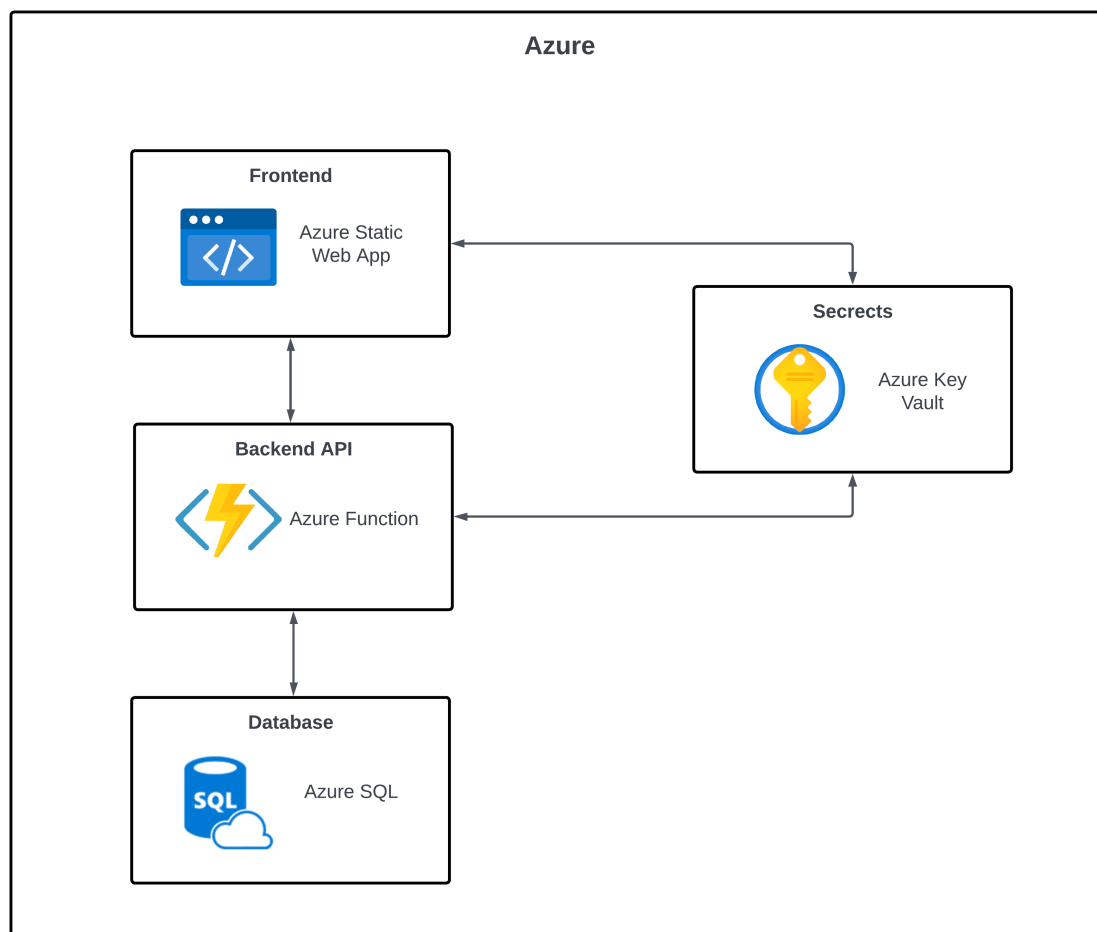 Azure
Frontend
Azure Static
Web App
Secrects
Azure Key
Vault
Backend API
Azure Function
Database
SQL
Azure SQL